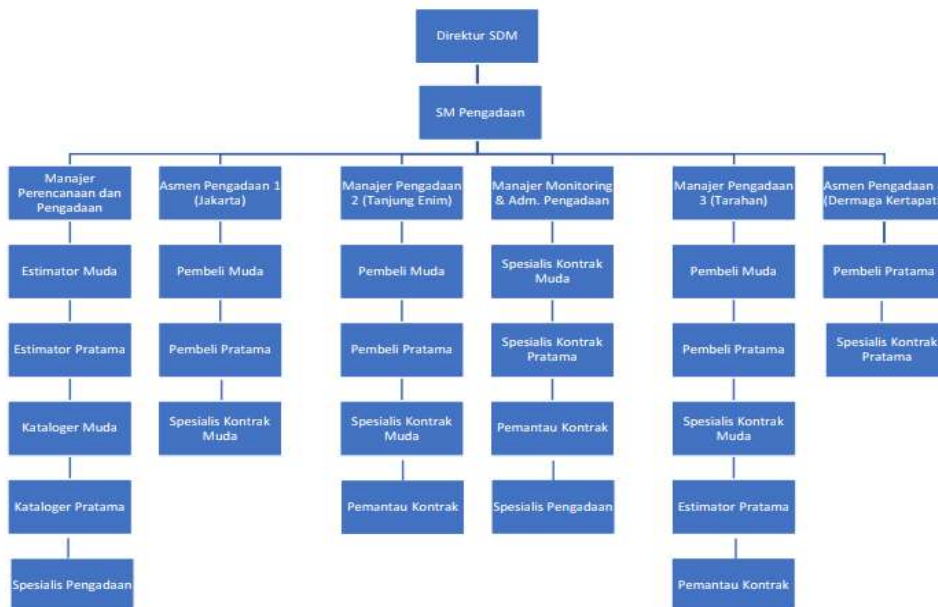 Direktur SDM
SM Pengadaan
Manajer
Perencanaan dan
Pengadaan
Asmen Pengadaan 1
(Jakarta)
Manajer Pengadaan
2 (Tanjung Enim)
Manajer Monitoring
& Adm. Pengadaan
Manajer Pengadaan
3 (Tarahan)
Asmen Pengadaan
(Dermaga Kertapati
Estimator Muda
Pembeli Muda
Pembeli Muda
Spesialis Kontrak
Muda
Pembeli Muda
Pembeli Pratama
Estimator Pratama
Pembeli Pratama
Pembeli Pratama
Spesialis Kontrak
Pratama
Pembeli Pratama
Spesialis Kontrak
Pratama
Kataloger Muda
Spesialis Kontrak
Muda
Spesialis Kontrak
Muda
Pemantau Kontrak
Spesialis Kontrak
Muda
Kataloger Pratama
Pemantau Kontrak
Spesialis Pengadaan
Estimator Pratama
Spesialis Pengadaan
Pemantau Kontrak